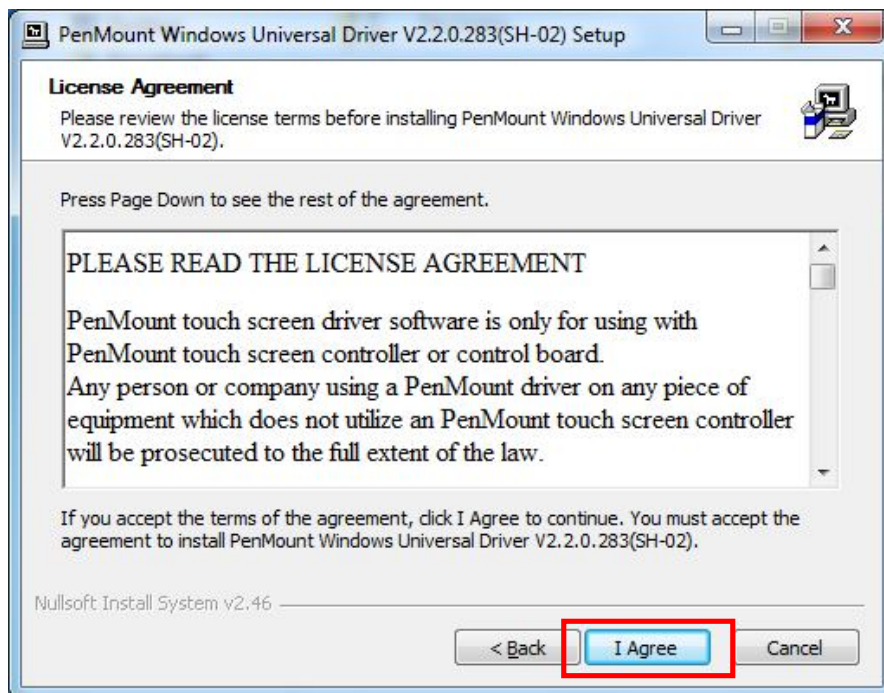 PenMount Windows Universal Driver V2.2.0.283(SH-02) Setup
License Agreement
Please review the license terms before installing PenMount Windows Universal Driver
V2.2.0.283(SH-02).
Press Page Down to see the rest of the agreement.
PLEASE READ THE LICENSE AGREEMENT
PenMount touch screen driver software is only for using with
PenMount touch screen controller or control board.
Any person or company using a PenMount driver on any piece of
equipment which does not utilize an PenMount touch screen controller
will be prosecuted to the full extent of the law.
If you accept the terms of the agreement, click I Agree to continue. You must accept the
agreement to install PenMount Windows Universal Driver V2.2.0.283(SH-02).
Nullsoft Install System v2.46
< Back
I Agree
Cancel